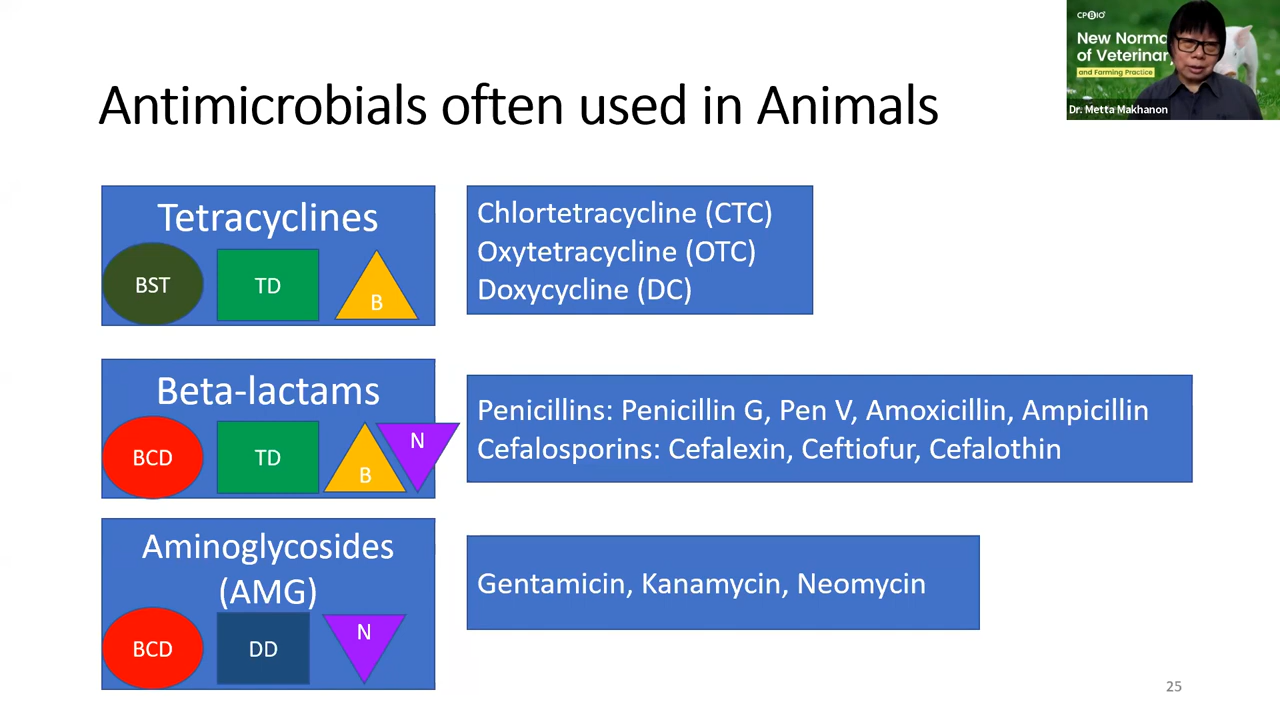 CPBIO
New Norma
of Veterinary
and Farming Practice
Dr. Metta Makhanon
Antimicrobials often used in Animals
Tetracyclines
BST
TD
B
Chlortetracycline (CTC)
Oxytetracycline (OTC)
Doxycycline (DC)
Beta-lactams
BCD
TD
B
N
Penicillins: Penicillin G, Pen V, Amoxicillin, Ampicillin
Cefalosporins: Cefalexin, Ceftiofur, Cefalothin
Aminoglycosides
(AMG)
BCD
DD
N
Gentamicin, Kanamycin, Neomycin
25